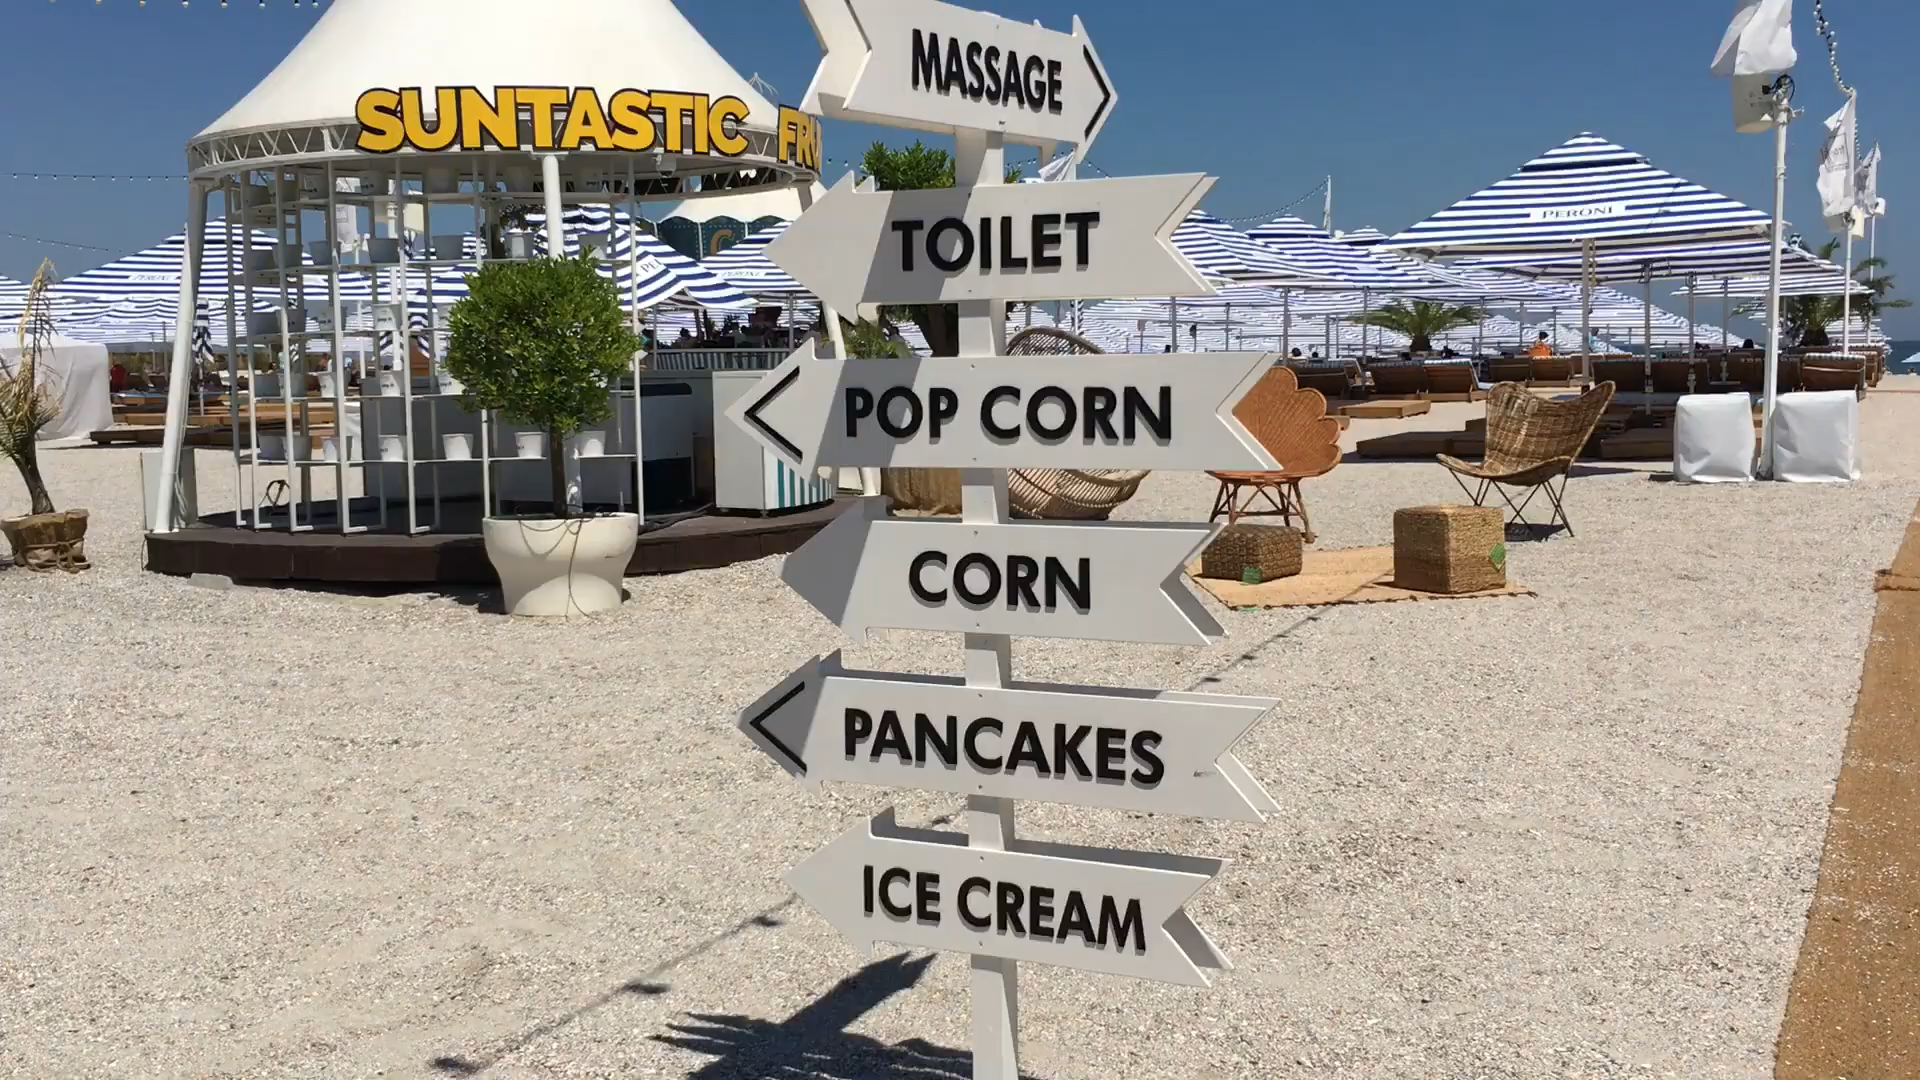 MASSAGE
SUNTASTIC
TOILET
PERONI
POP CORN
CORN
PANCAKES
ICE CREAM